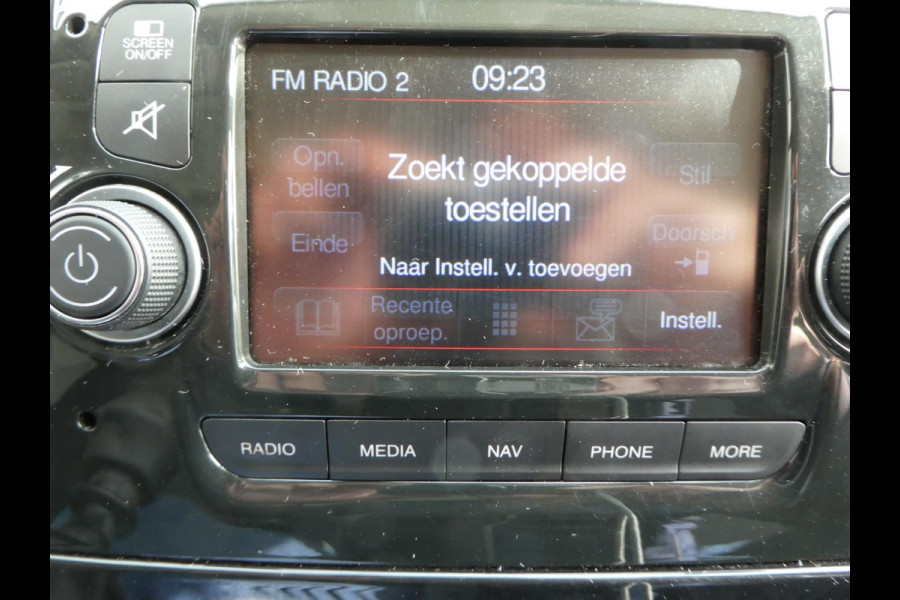 SCREEN
ON/OFF
FM RADIO 2 09:23
Opn.
bellen
Zoekt gekoppelde
toestellen
Stil
Einde
Doorsch
Naar Instell. v. toevoegen
Recente
oproep.
Instell.
RADIO MEDIA NAV PHONE MORE